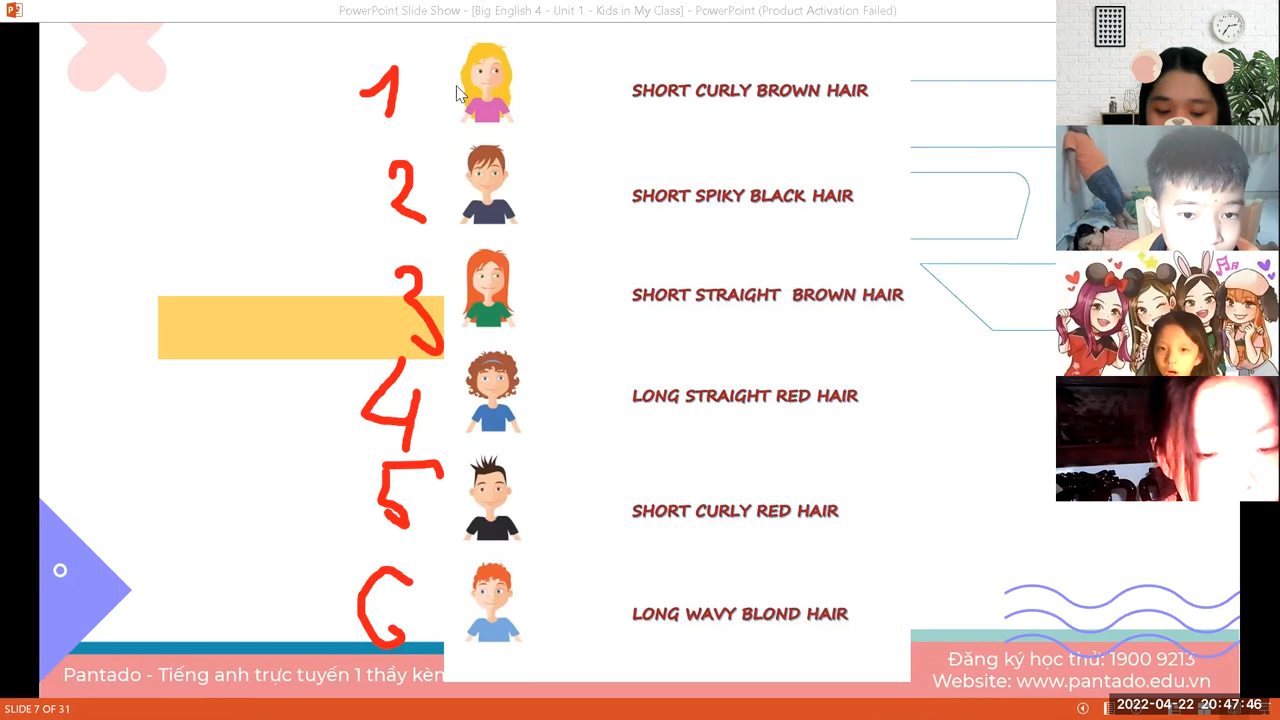 PowerPoint Slide Show - [Big English 4 - Unit 1 - Kids in My Class] - PowerPoint (Product Activation Failed)
1 SHORT CURLY BROWN HAIR
2 SHORT SPIKY BLACK HAIR
3 SHORT STRAIGHT BROWN HAIR
4 LONG STRAIGHT RED HAIR
5 SHORT CURLY RED HAIR
6 LONG WAVY BLOND HAIR
Pantado - Tiếng anh trực tuyến 1 thầy kèn
Đăng ký học thử: 1900 9213
Website: www.pantado.edu.vn
SLIDE 7 OF 31
2022-04-22 20:47:46